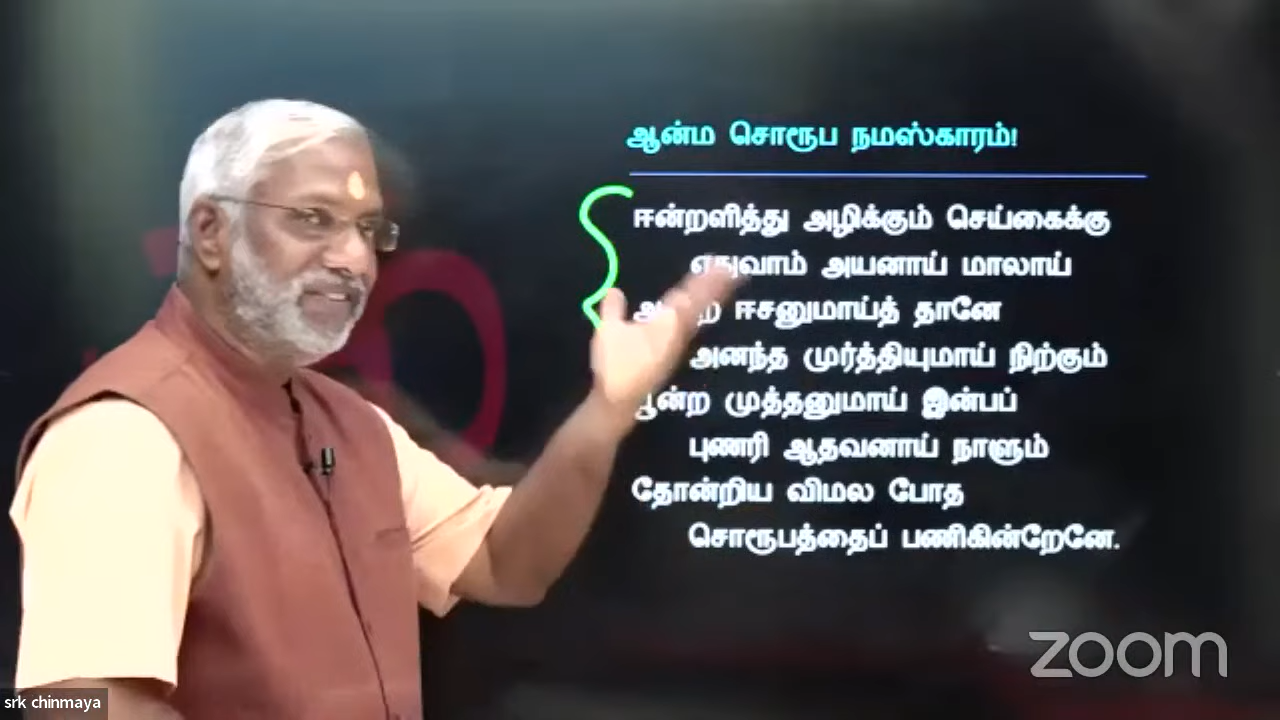 ஆன்ம சொரூப நமஸ்காரம்!
ஈன்றளித்து அழிக்கும் செய்கைக்கு
அயனாய் மாலாய்
ஈசனுமாய்த் தானே
அனந்த முர்த்தியுமாய் நிற்கும்
முத்தனுமாய் இன்பப்
புணரி ஆதவனாய் நாளும்
தோன்றிய விமல போத
சொரூபத்தைப் பணிகின்றேனே.
zoom
srk chinmaya